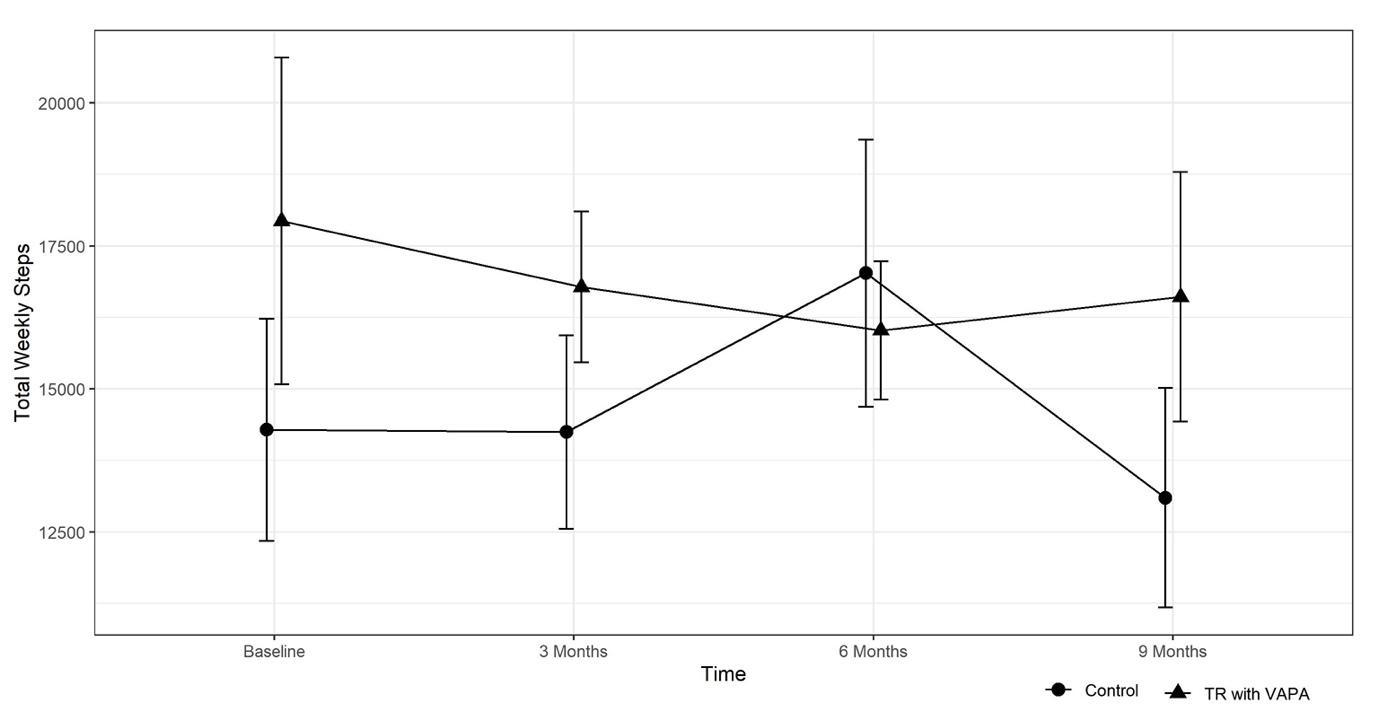 Total Weekly Steps
20000
17500
15000
12500
Baseline
3 Months
6 Months
9 Months
Time
Control
TR with VAPA